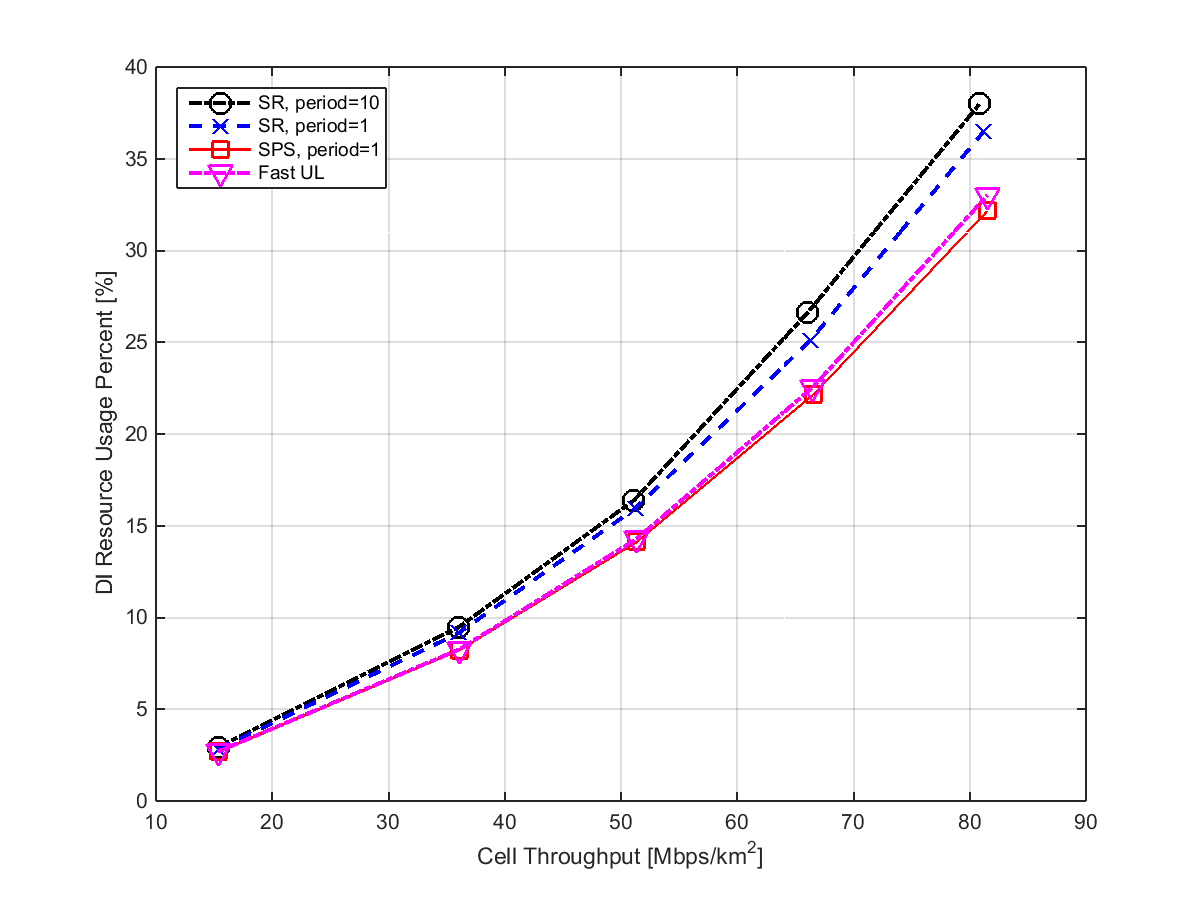 40
35
30
25
20
15
10
5
0
10 20 30 40 50 60 70 80 90
SR, period=10
SR, period=1
SPS, period=1
Fast UL
DI Resource Usage Percent [%]
Cell Throughput [Mbps/km²]